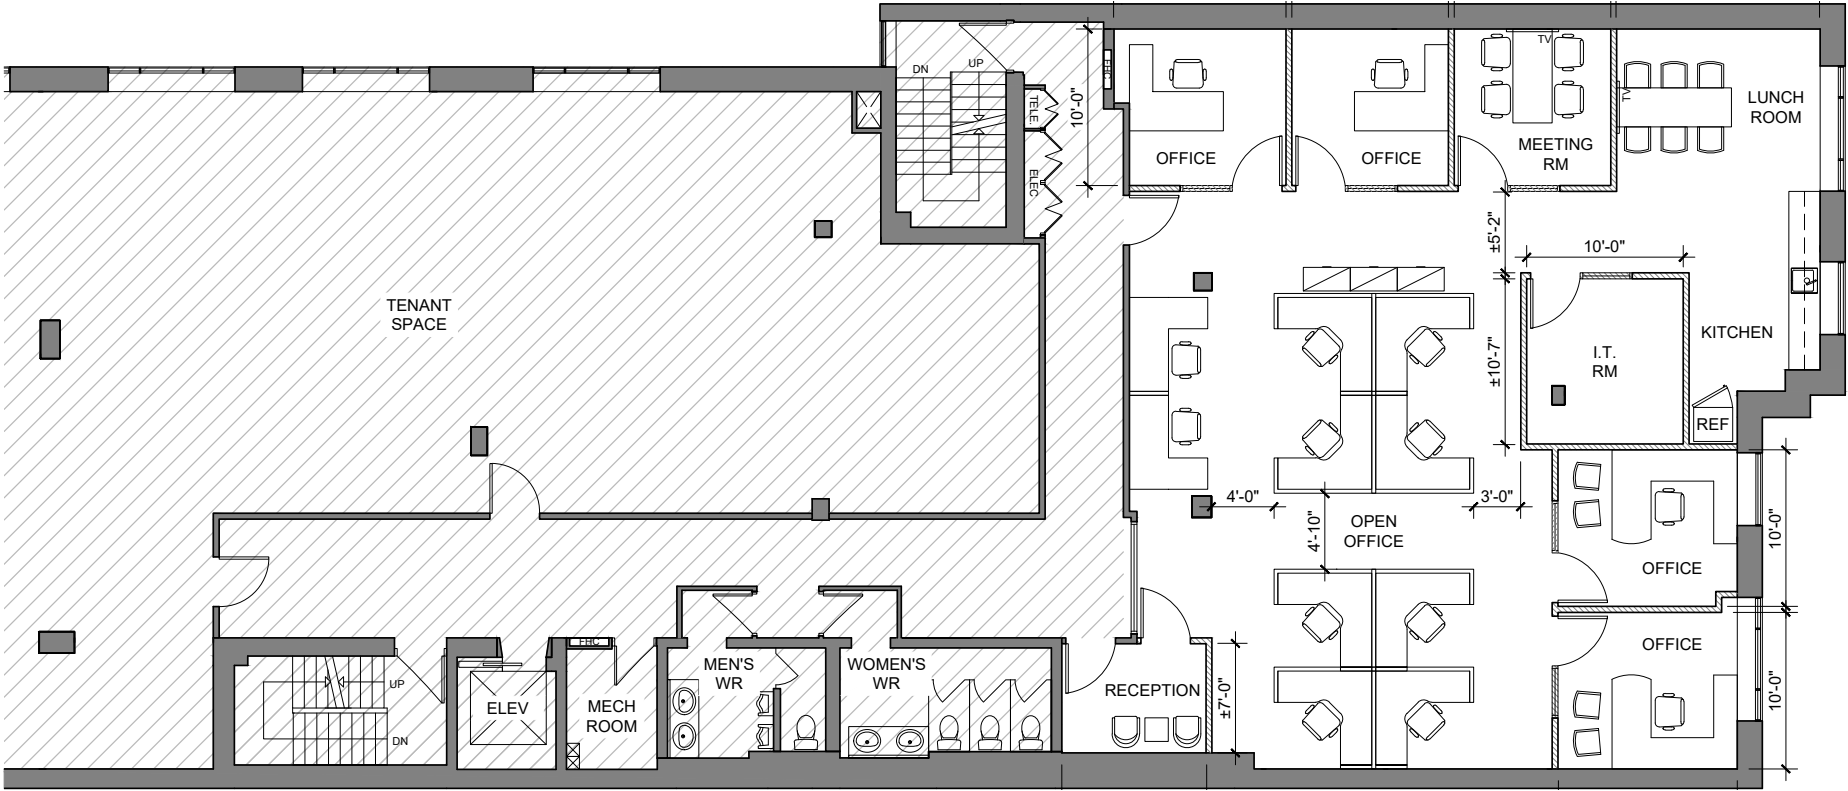 DN
UP
FHC
TELE.
ELEC
10'-0"
OFFICE
OFFICE
TV
MEETING
RM
TV
LUNCH
ROOM
±5'-2"
10'-0"
TENANT
SPACE
±10'-7"
I.T.
RM
KITCHEN
REF
4'-0"
3'-0"
4'-10"
OPEN
OFFICE
10'-0"
OFFICE
OFFICE
10'-0"
UP
DN
ELEV
FHC
MECH
ROOM
MEN'S
WR
WOMEN'S
WR
RECEPTION
±7'-0"